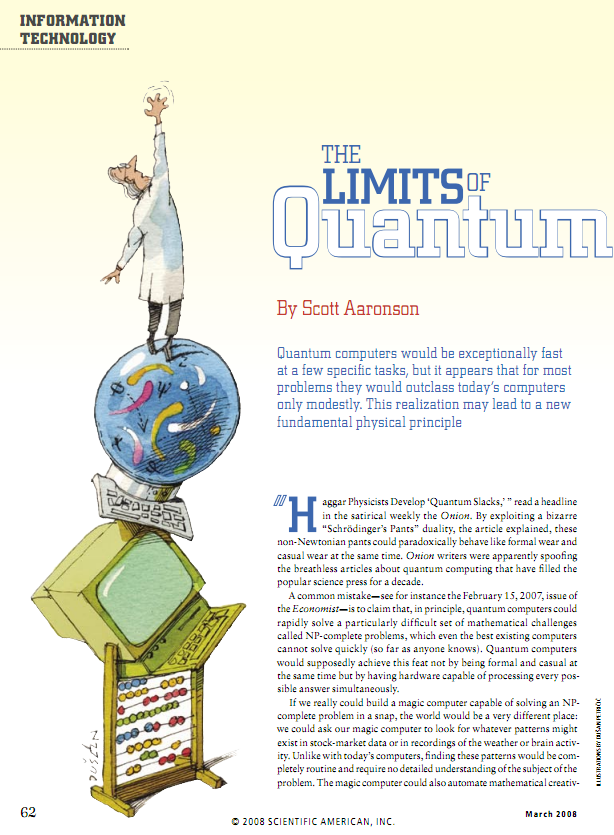 INFORMATION
TECHNOLOGY
THE
LIMITS OF
Quantum
By Scott Aaronson
Quantum computers would be exceptionally fast
at a few specific tasks, but it appears that for most
problems they would outclass today’s computers
only modestly. This realization may lead to a new
fundamental physical principle
Haggar Physicists Develop ‘Quantum Slacks,’ ” read a headline
in the satirical weekly the Onion. By exploiting a bizarre
“Schrödinger’s Pants” duality, the article explained, these
non-Newtonian pants could paradoxically behave like formal wear and
casual wear at the same time. Onion writers were apparently spoofing
the breathless articles about quantum computing that have filled the
popular science press for a decade.
A common mistake—see for instance the February 15, 2007, issue of
the Economist—is to claim that, in principle, quantum computers could
rapidly solve a particularly difficult set of mathematical challenges
called NP-complete problems, which even the best existing computers
cannot solve quickly (so far as anyone knows). Quantum computers
would supposedly achieve this feat not by being formal and casual at
the same time but by having hardware capable of processing every pos-
sible answer simultaneously.
If we really could build a magic computer capable of solving an NP-
complete problem in a snap, the world would be a very different place:
we could ask our magic computer to look for whatever patterns might
exist in stock-market data or in recordings of the weather or brain activ-
ity. Unlike with today’s computers, finding these patterns would be com-
pletely routine and require no detailed understanding of the subject of the
problem. The magic computer could also automate mathematical creativ-
DUŠAN
ILLUSTRATIONS BY DUŠAN PETRIČIĆ
62
© 2008 SCIENTIFIC AMERICAN, INC.
March 2008